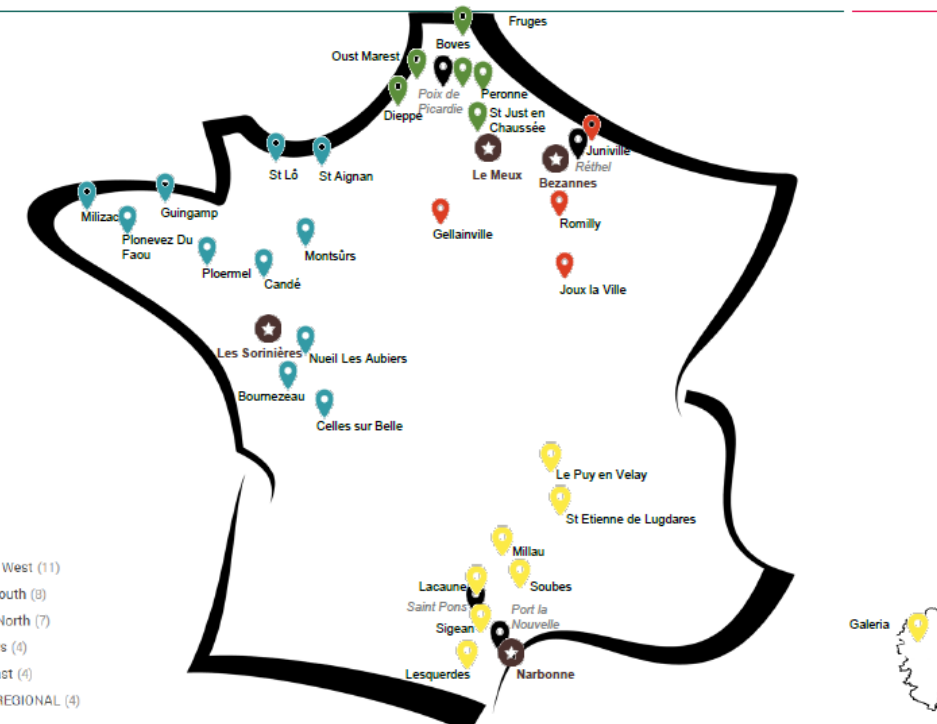 Fruges
Boves
Oust Marest
Poix de
Picardie
Peronne
Dieppe
St Just en
Chaussée
Juniville
Réthel
St Lô
St Aignan
Le Meux
Bezannes
Milizac
Guingamp
Gellainville
Romilly
Plonevez Du
Faou
Montsûrs
Ploermel
Candé
Joux la Ville
Les Sorinières
Nueil Les Aubiers
Bournezeau
Celles sur Belle
Le Puy en Velay
St Etienne de Lugdares
Millau
West (11)
Lacaune
Soubes
outh (8)
Saint Pons
Port la
Nouvelle
North (7)
Sigean
Galeria
s (4)
st (4)
Lesquerdes
Narbonne
REGIONAL (4)